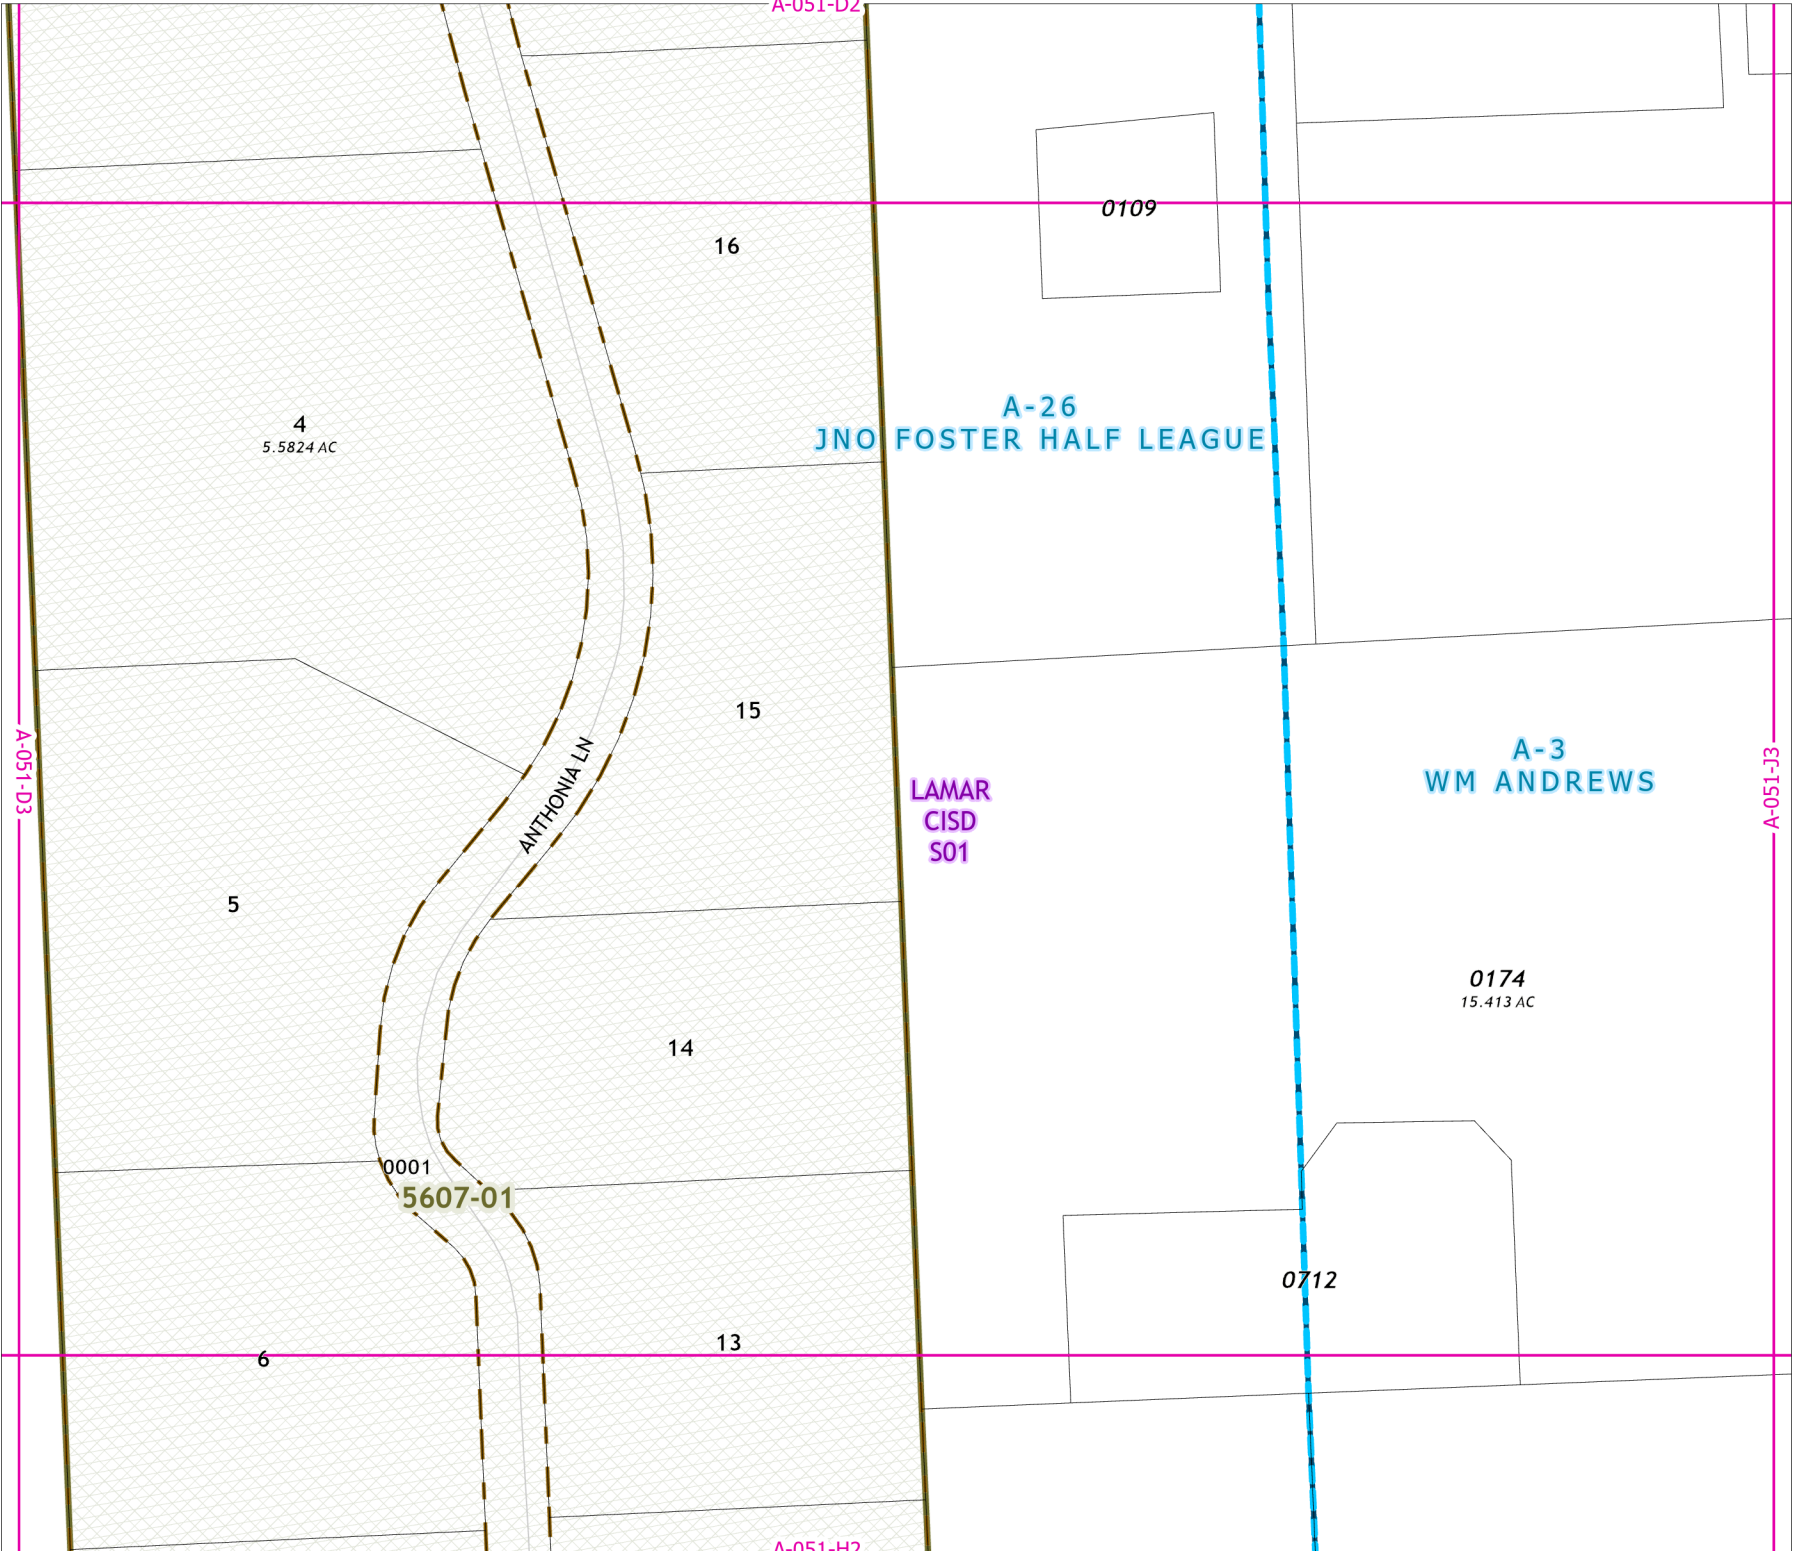 A-051-D2
0109
16
A-26
JNO FOSTER HALF LEAGUE
4
5.5824 AC
15
ANTHONIA LN
A-051-D3
LAMAR
CISD
S01
A-3
WM ANDREWS
A-051-J3
5
0174
15.413 AC
14
0001
5607-01
0712
13
6
A-051-H2